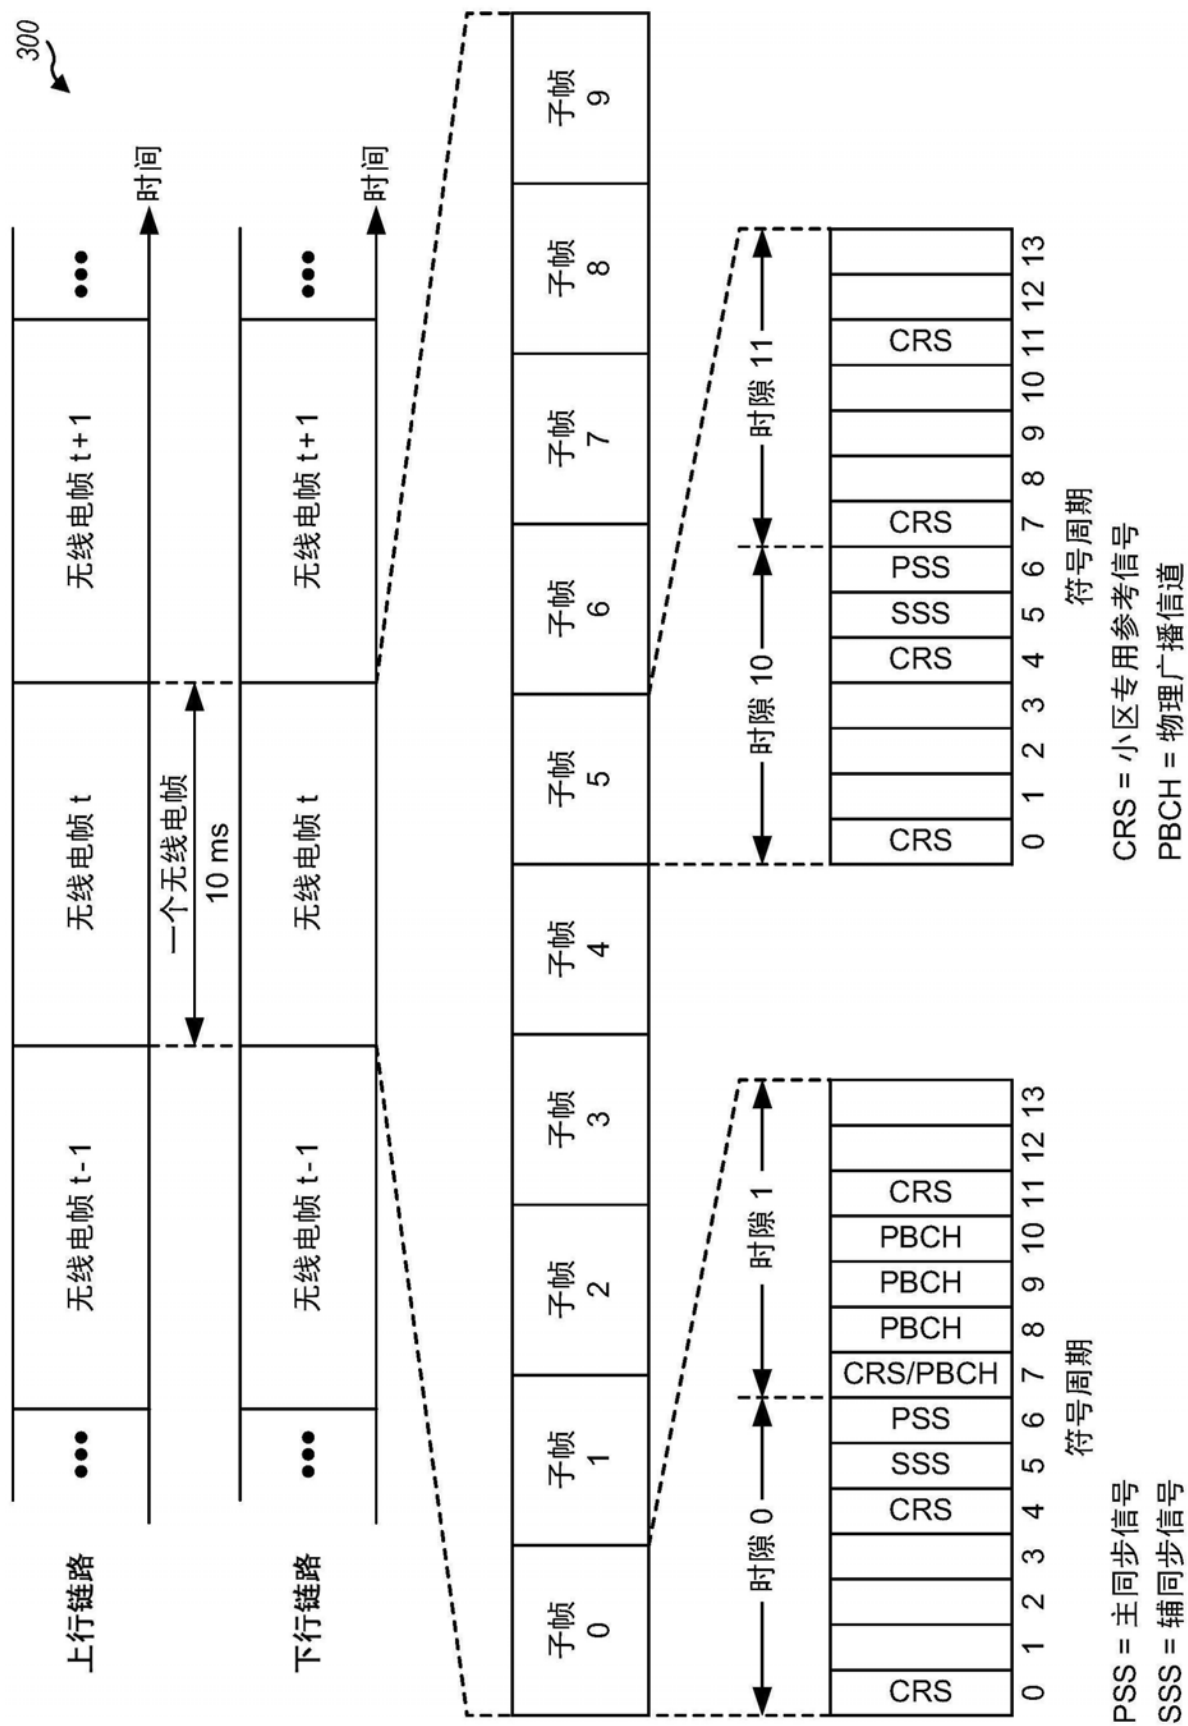 300
上行链路
••• 无线电帧 t-1 无线电帧 t 无线电帧 t+1 •••
时间
一个无线电帧
10 ms
下行链路
••• 无线电帧 t-1 无线电帧 t 无线电帧 t+1 •••
时间
子帧 子帧 子帧 子帧 子帧 子帧 子帧 子帧 子帧 子帧
0 1 2 3 4 5 6 7 8 9
时隙 0 时隙 1
CRS CRS SSS PSS CRS/PBCH PBCH PBCH PBCH CRS
0 1 2 3 4 5 6 7 8 9 10 11 12 13
符号周期
时隙 10 时隙 11
CRS CRS SSS PSS CRS CRS
0 1 2 3 4 5 6 7 8 9 10 11 12 13
符号周期
PSS = 主同步信号
SSS = 辅同步信号
CRS = 小区专用参考信号
PBCH = 物理广播信道